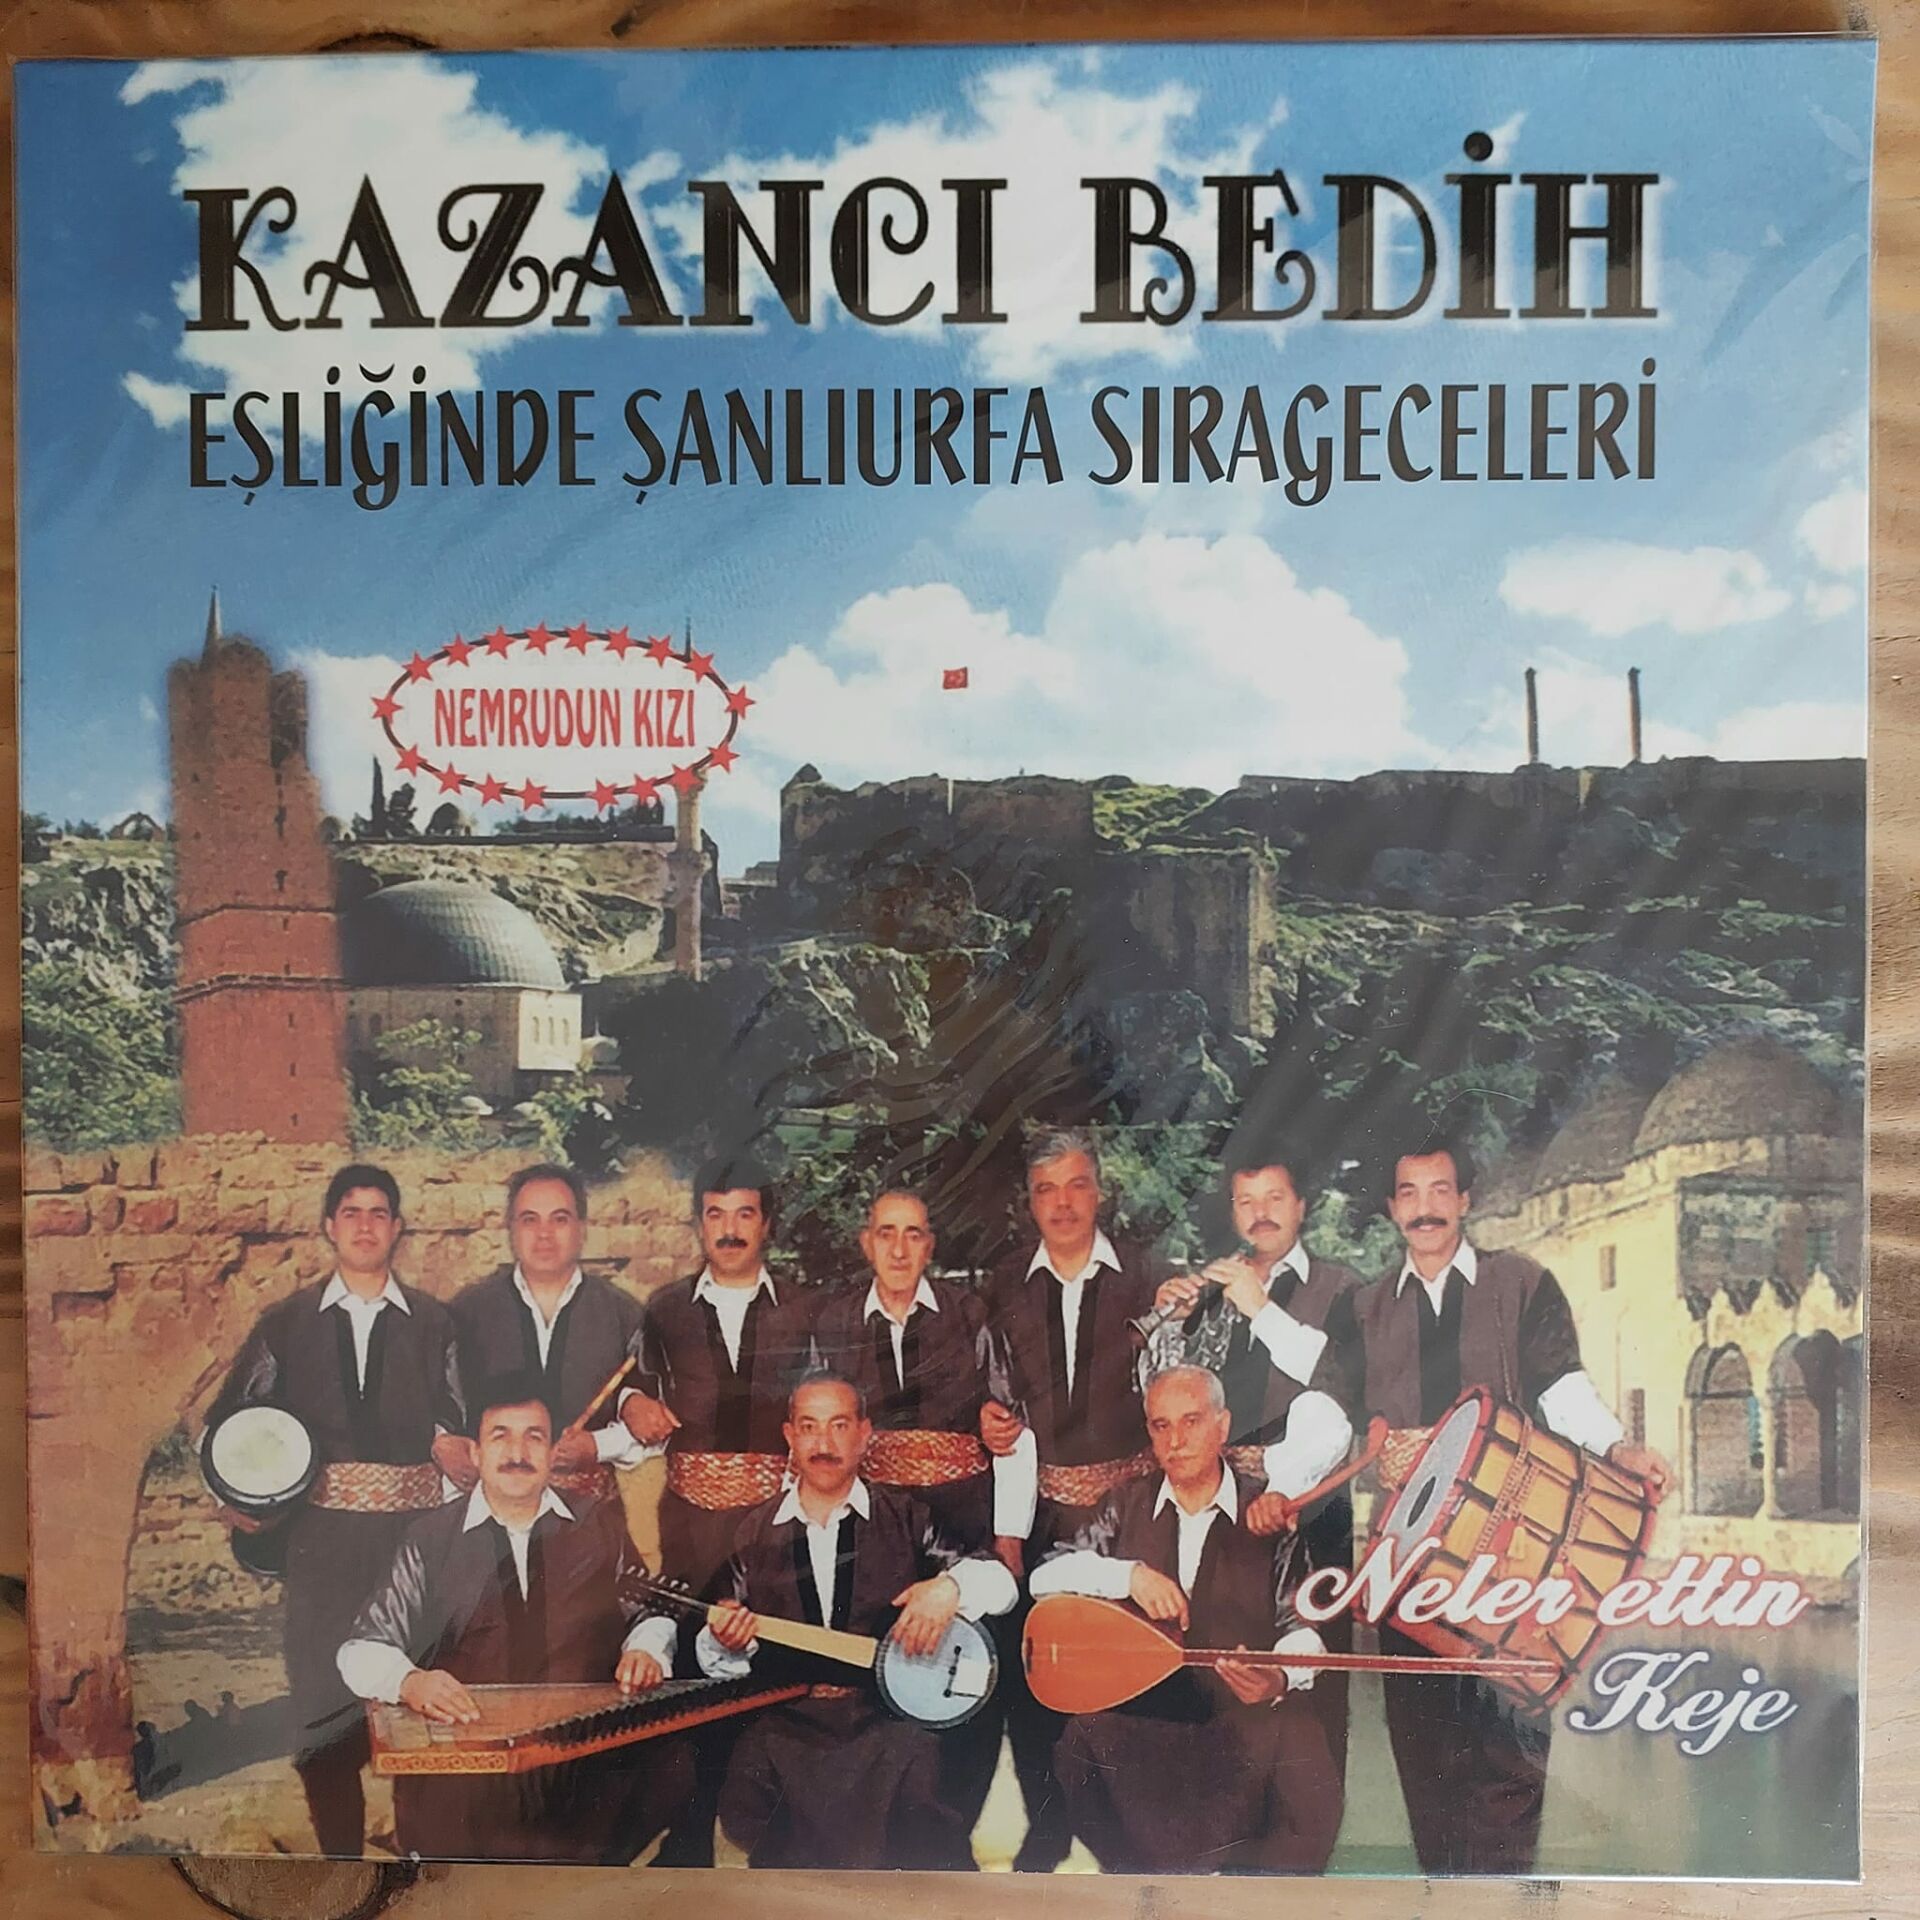 KAZANCI BEDİH
EŞLİĞİNDE ŞANLIURFA SIRAGECELERİ
NEMRUDUN KIZI
Neler ettin
Keje